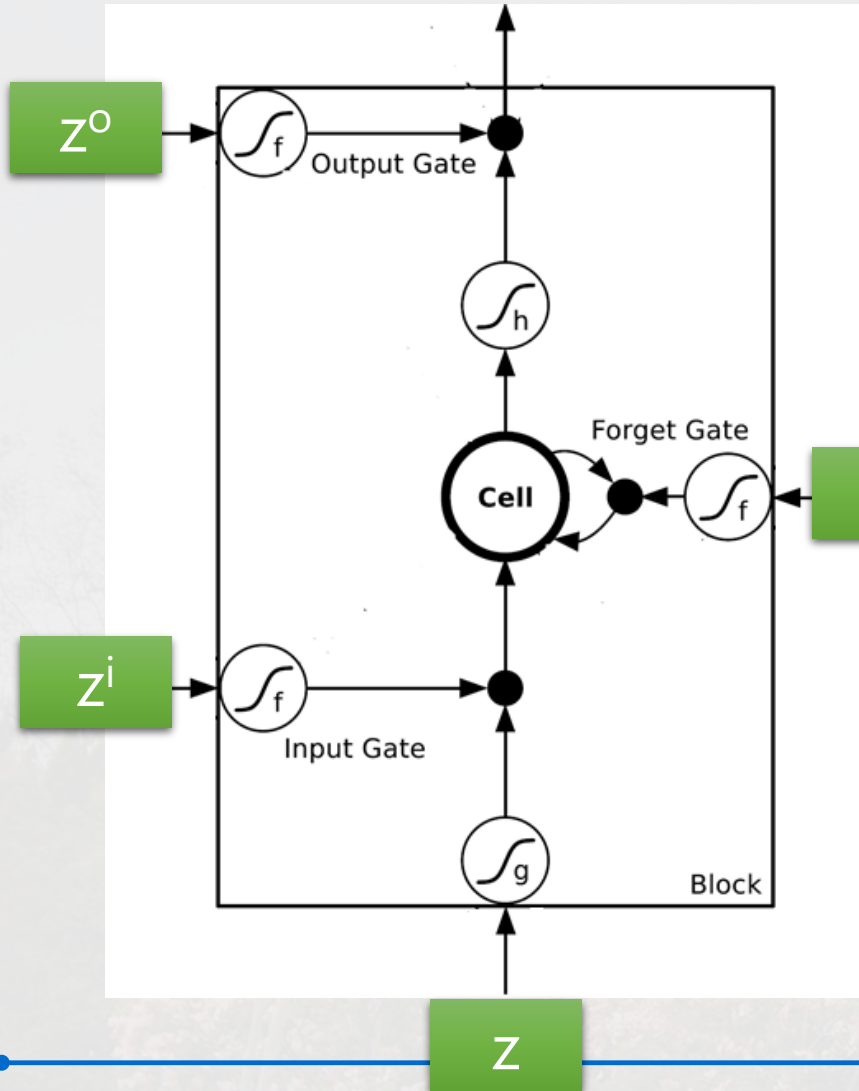 zᵒ
f
Output Gate
h
Forget Gate
Cell
f
zⁱ
f
Input Gate
g
Block
z